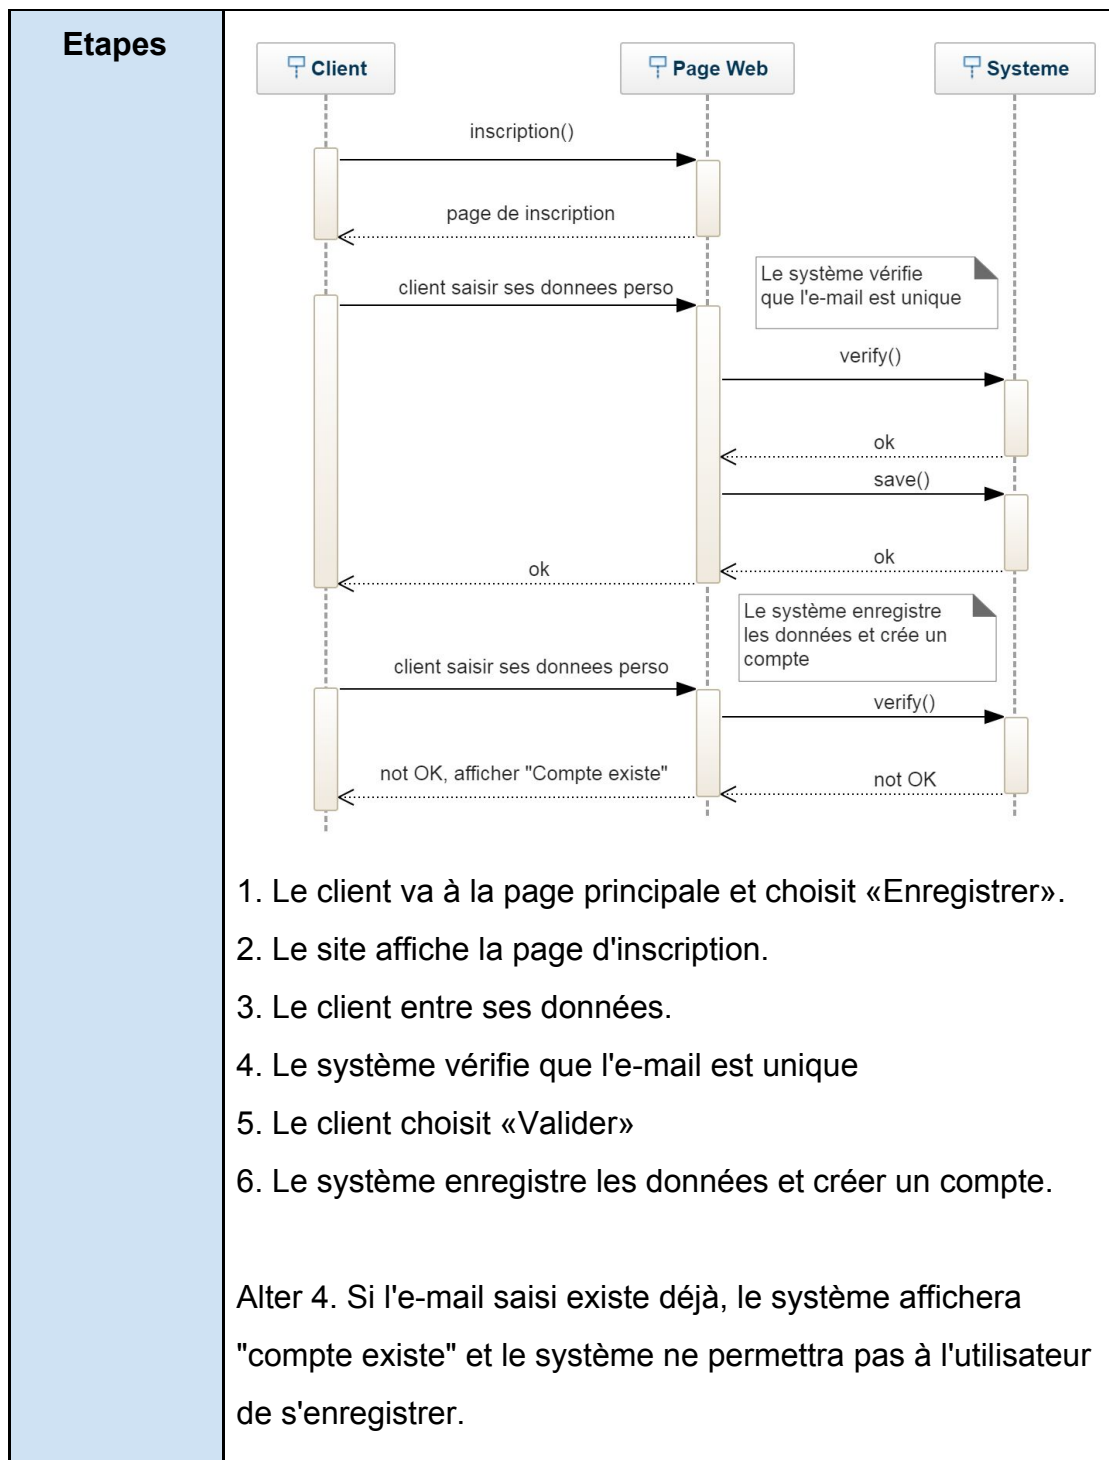 Etapes
Client
Page Web
Systeme
inscription()
page de inscription
client saisir ses donnees perso
Le système vérifie
que l'e-mail est unique
verify()
ok
save()
ok
ok
Le système enregistre
les données et crée un
compte
client saisir ses donnees perso
verify()
not OK, afficher "Compte existe"
not OK
1. Le client va à la page principale et choisit «Enregistrer».
2. Le site affiche la page d'inscription.
3. Le client entre ses données.
4. Le système vérifie que l'e-mail est unique
5. Le client choisit «Valider»
6. Le système enregistre les données et créer un compte.
Alter 4. Si l'e-mail saisi existe déjà, le système affichera
"compte existe" et le système ne permettra pas à l'utilisateur
de s'enregistrer.